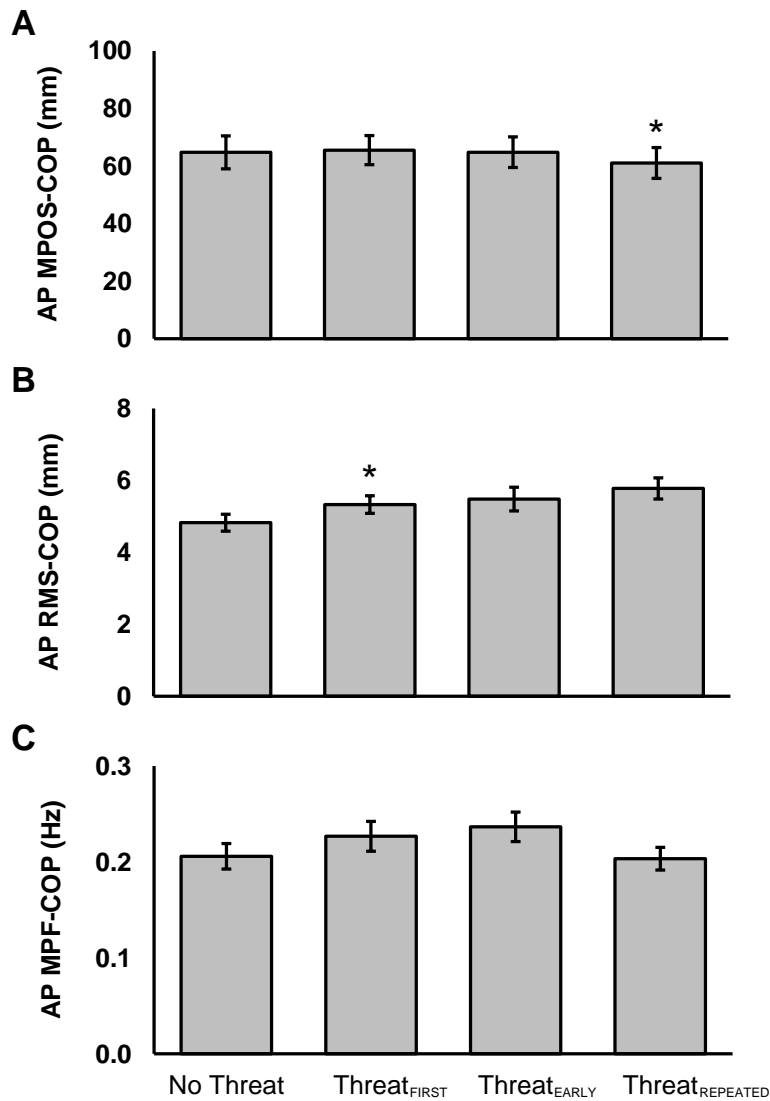 A
AP MPOS-COP (mm)
100
80
60
40
20
0
*
B
AP RMS-COP (mm)
8
6
4
2
0
*
C
AP MPF-COP (Hz)
0.3
0.2
0.1
0.0
No Threat ThreatFIRST ThreatEARLY ThreatREPEATED